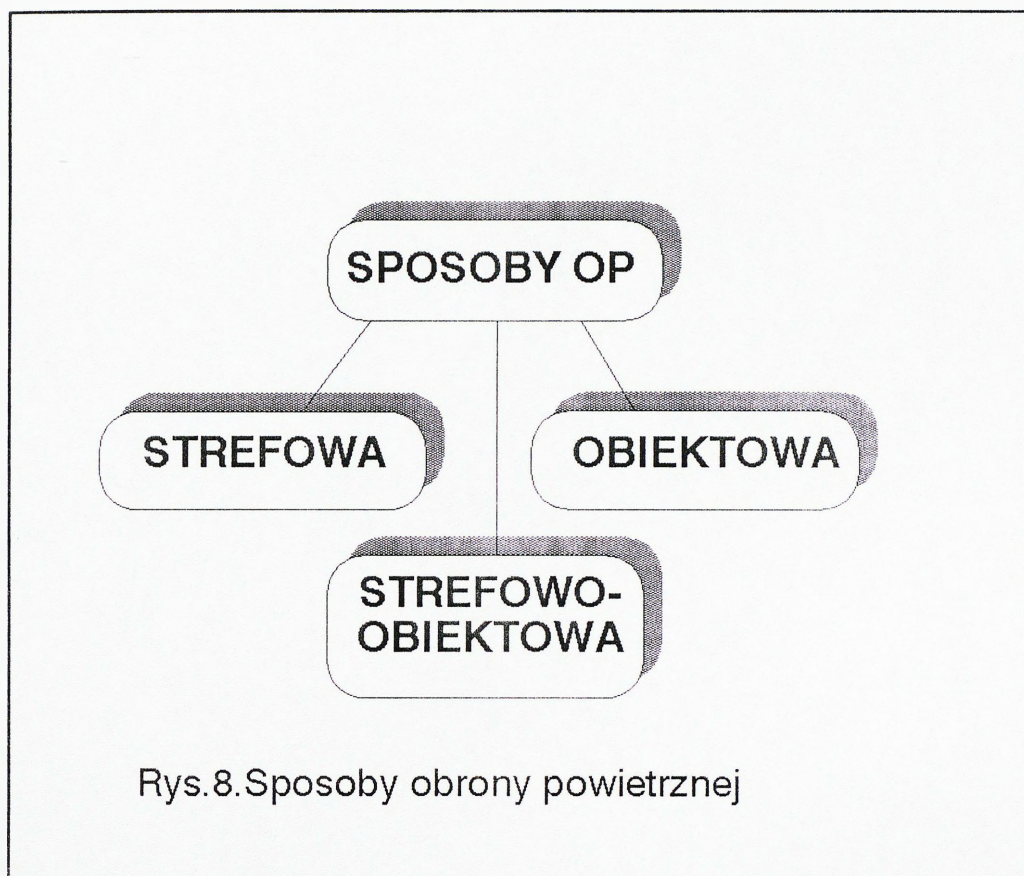 SPOSOBY OP
STREFOWA
OBIEKTOWA
STREFOWO-
OBIEKTOWA
Rys.8.Sposoby obrony powietrznej